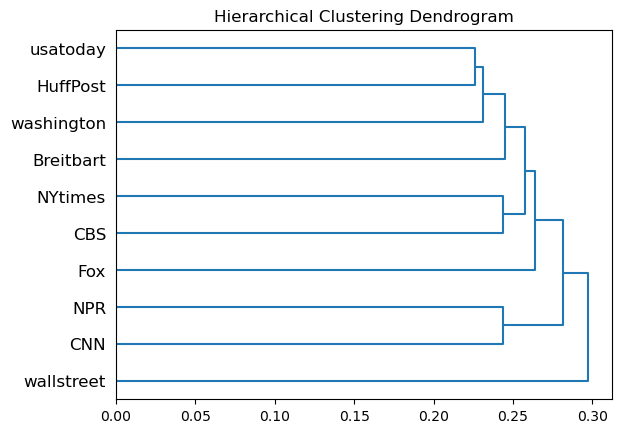 Hierarchical Clustering Dendrogram
usatoday
HuffPost
washington
Breitbart
NYtimes
CBS
Fox
NPR
CNN
wallstreet
0.00 0.05 0.10 0.15 0.20 0.25 0.30